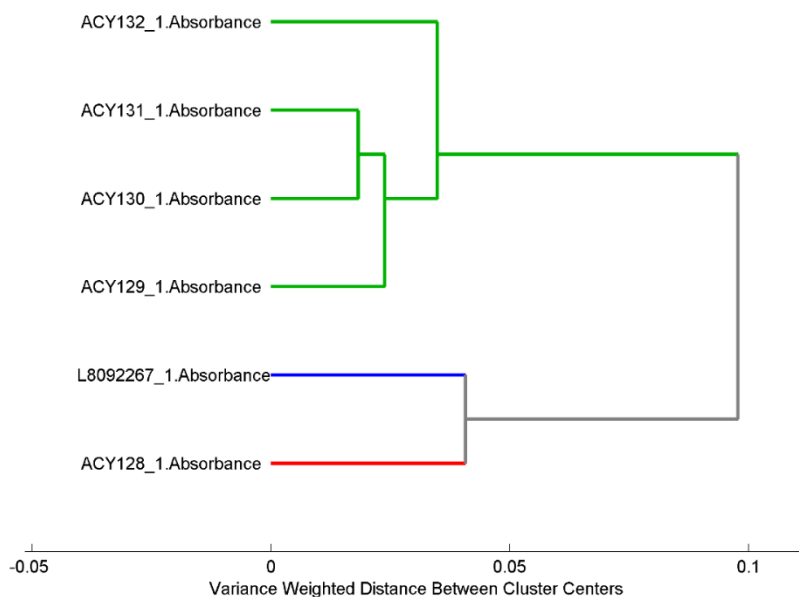 ACY132_1.Absorbance
ACY131_1.Absorbance
ACY130_1.Absorbance
ACY129_1.Absorbance
L8092267_1.Absorbance
ACY128_1.Absorbance
-0.05 0 0.05 0.1
Variance Weighted Distance Between Cluster Centers